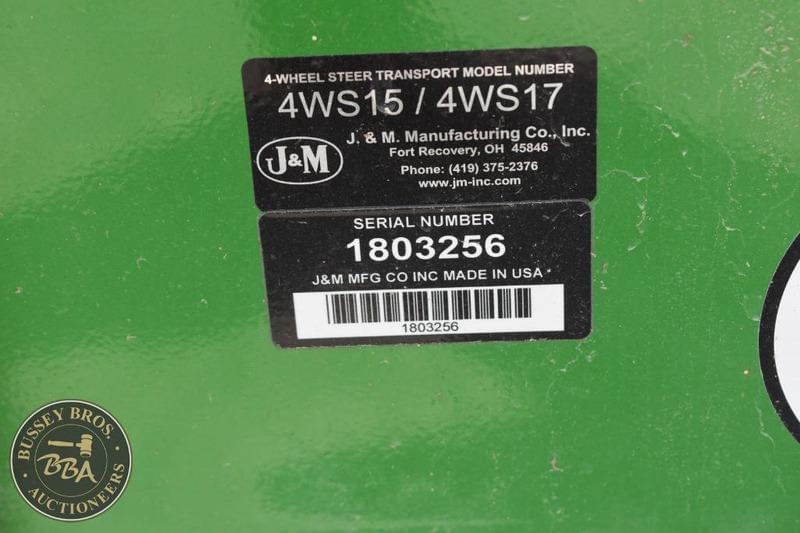 4-WHEEL STEER TRANSPORT MODEL NUMBER
4WS15 / 4WS17
J&M
J. & M. Manufacturing Co., Inc.
Fort Recovery, OH 45846
Phone: (419) 375-2376
www.jm-inc.com
SERIAL NUMBER
1803256
J&M MFG CO INC MADE IN USA
1803256
BUSSEY BROS.
BBA
AUCTIONEERS